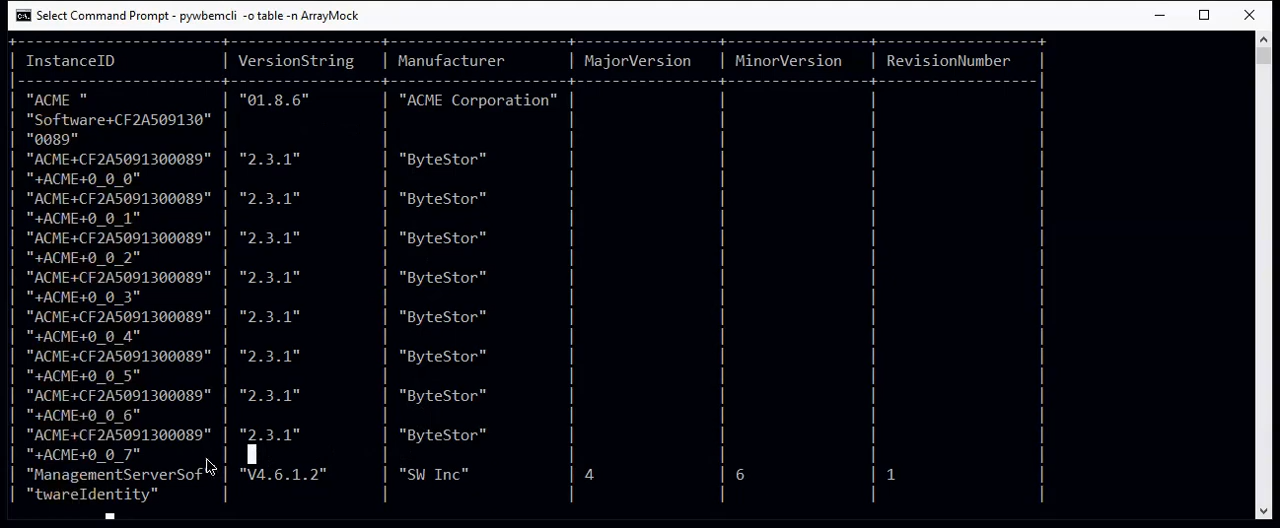 Select Command Prompt - pywbemcli -o table -n ArrayMock
InstanceID | VersionString | Manufacturer | MajorVersion | MinorVersion | RevisionNumber |
"ACME " | "01.8.6" | "ACME Corporation" | | | |
"Software+CF2A509130" | | | | | |
"0089" | | | | | |
"ACME+CF2A5091300089" | "2.3.1" | "ByteStor" | | | |
"+ACME+0_0_0" | | | | | |
"ACME+CF2A5091300089" | "2.3.1" | "ByteStor" | | | |
"+ACME+0_0_1" | | | | | |
"ACME+CF2A5091300089" | "2.3.1" | "ByteStor" | | | |
"+ACME+0_0_2" | | | | | |
"ACME+CF2A5091300089" | "2.3.1" | "ByteStor" | | | |
"+ACME+0_0_3" | | | | | |
"ACME+CF2A5091300089" | "2.3.1" | "ByteStor" | | | |
"+ACME+0_0_4" | | | | | |
"ACME+CF2A5091300089" | "2.3.1" | "ByteStor" | | | |
"+ACME+0_0_5" | | | | | |
"ACME+CF2A5091300089" | "2.3.1" | "ByteStor" | | | |
"+ACME+0_0_6" | | | | | |
"ACME+CF2A5091300089" | "2.3.1" | "ByteStor" | | | |
"+ACME+0_0_7" | | | | | |
"ManagementServerSof" | "V4.6.1.2" | "SW Inc" | 4 | 6 | 1 |
"twareIdentity" | | | | | |